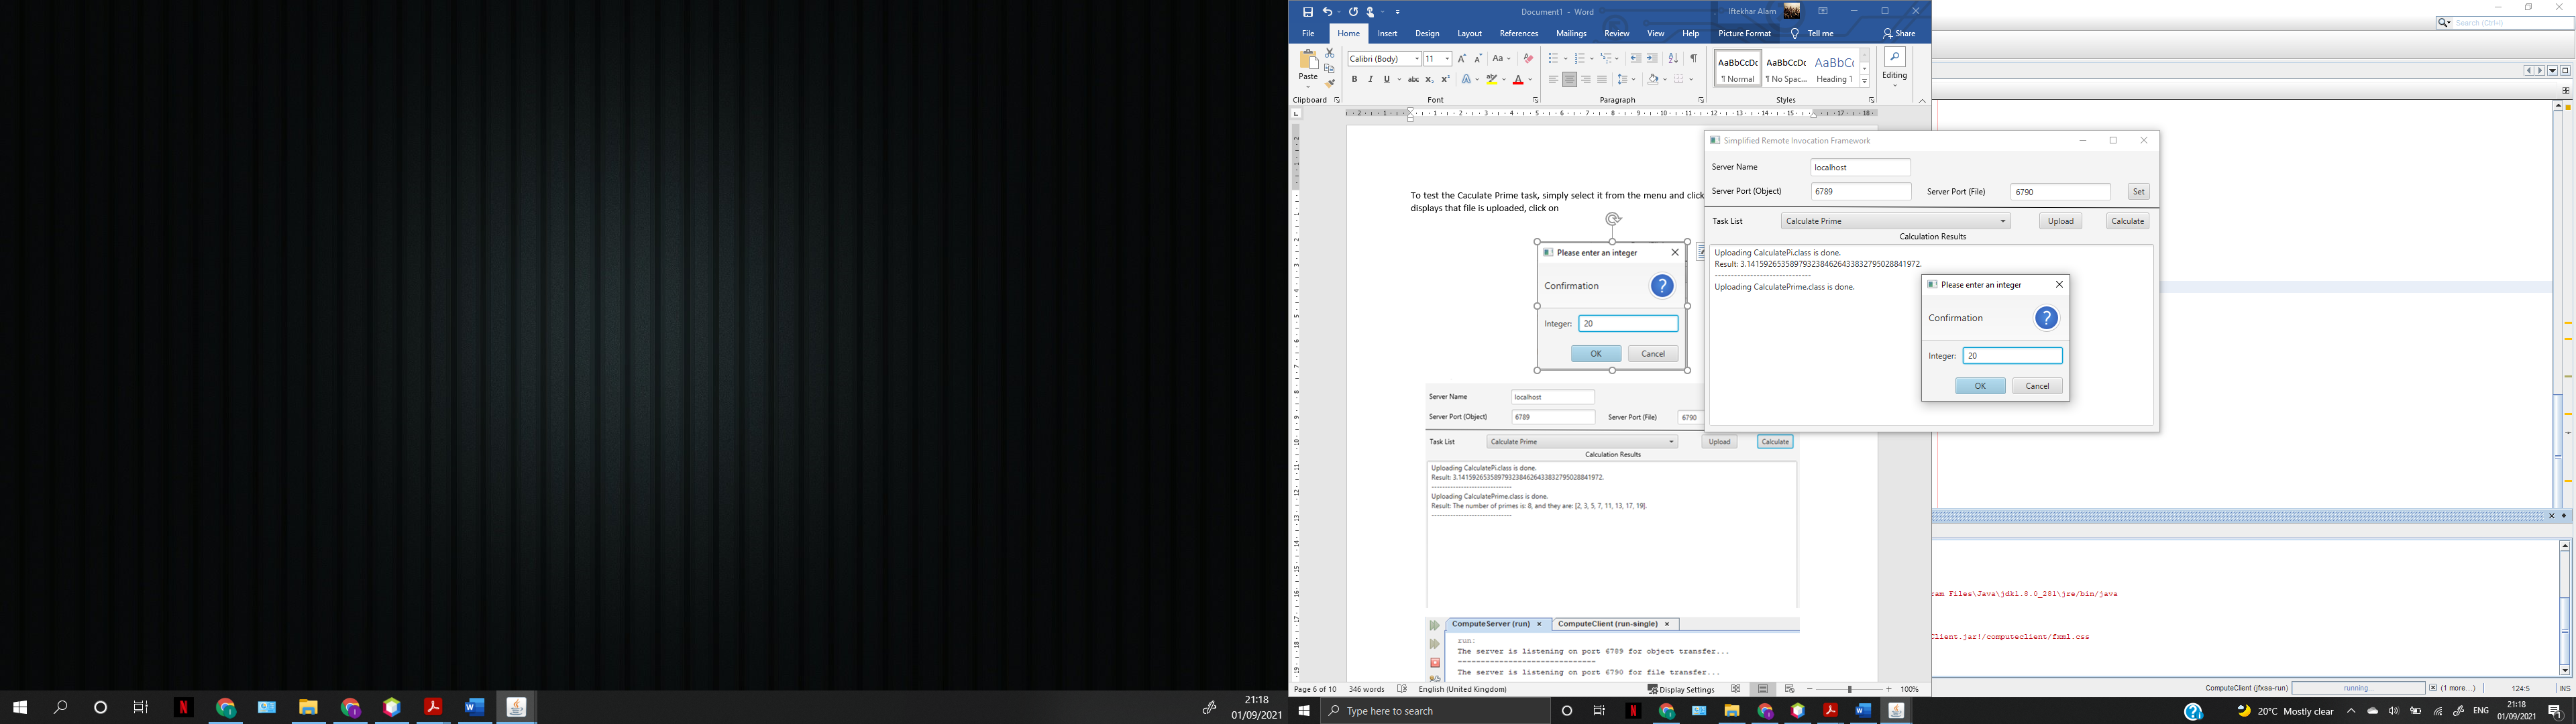 Document1 - Word
Iftekhar Alam
File Home Insert Design Layout References Mailings Review View Help Picture Format Tell me Share
Paste
Calibri (Body) 11
AaBbCcDc AaBbCcDc AaBbCc
¶ Normal ¶ No Spac... Heading 1
Editing
Clipboard Font Paragraph Styles
To test the Caculate Prime task, simply select it from the menu and click
displays that file is uploaded, click on
Please enter an integer
Confirmation
Integer: 20
OK Cancel
Server Name localhost
Server Port (Object) 6789 Server Port (File) 6790
Task List Calculate Prime Upload Calculate
Calculation Results
Uploading CalculatePi.class is done.
Result: 3.141592653589793238462643383279502884197​2.
-------------------------------
Uploading CalculatePrime.class is done.
Result: The number of primes is: 8, and they are: [2, 3, 5, 7, 11, 13, 17, 19].
-------------------------------
ComputeServer (run) × ComputeClient (run-single) ×
run:
The server is listening on port 6789 for object transfer...
-------------------------------
The server is listening on port 6790 for file transfer...
Page 6 of 10 346 words English (United Kingdom) Display Settings 100%
Simplified Remote Invocation Framework
Server Name localhost
Server Port (Object) 6789 Server Port (File) 6790 Set
Task List Calculate Prime Upload Calculate
Calculation Results
Uploading CalculatePi.class is done.
Result: 3.1415926535897932384626433832795028841972.
-------------------------------
Uploading CalculatePrime.class is done.
Please enter an integer
Confirmation
Integer: 20
OK Cancel
Search (Ctrl+I)
ram Files\Java\jdk1.8.0_281\jre/bin/java
Client.jar!/computeclient/fxml.css
ComputeClient (jfxsa-run) running... (1 more...) 124:5 INS
21:18
01/09/2021
Type here to search
20°C Mostly clear ENG
21:18
01/09/2021